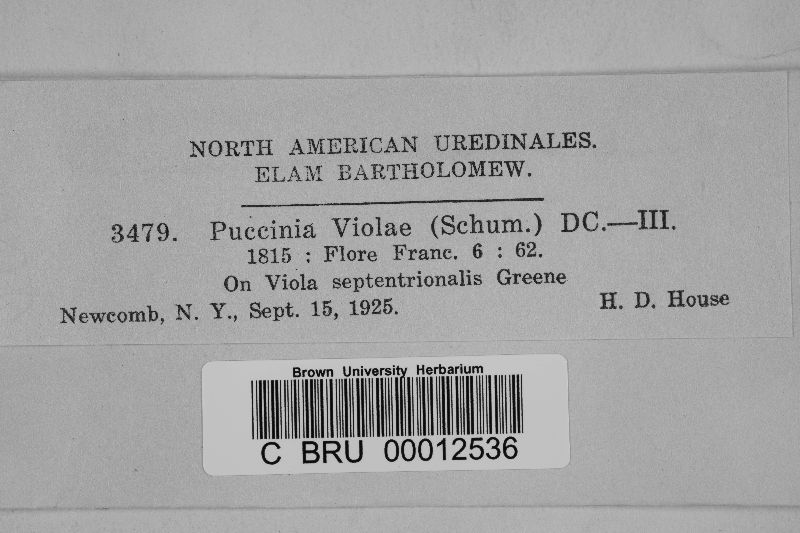 NORTH AMERICAN UREDINALES.
ELAM BARTHOLOMEW.
3479. Puccinia Violae (Schum.) DC.—III.
1815 : Flore Franc. 6 : 62.
On Viola septentrionalis Greene
Newcomb, N. Y., Sept. 15, 1925. H. D. House
Brown University Herbarium
C BRU 00012536